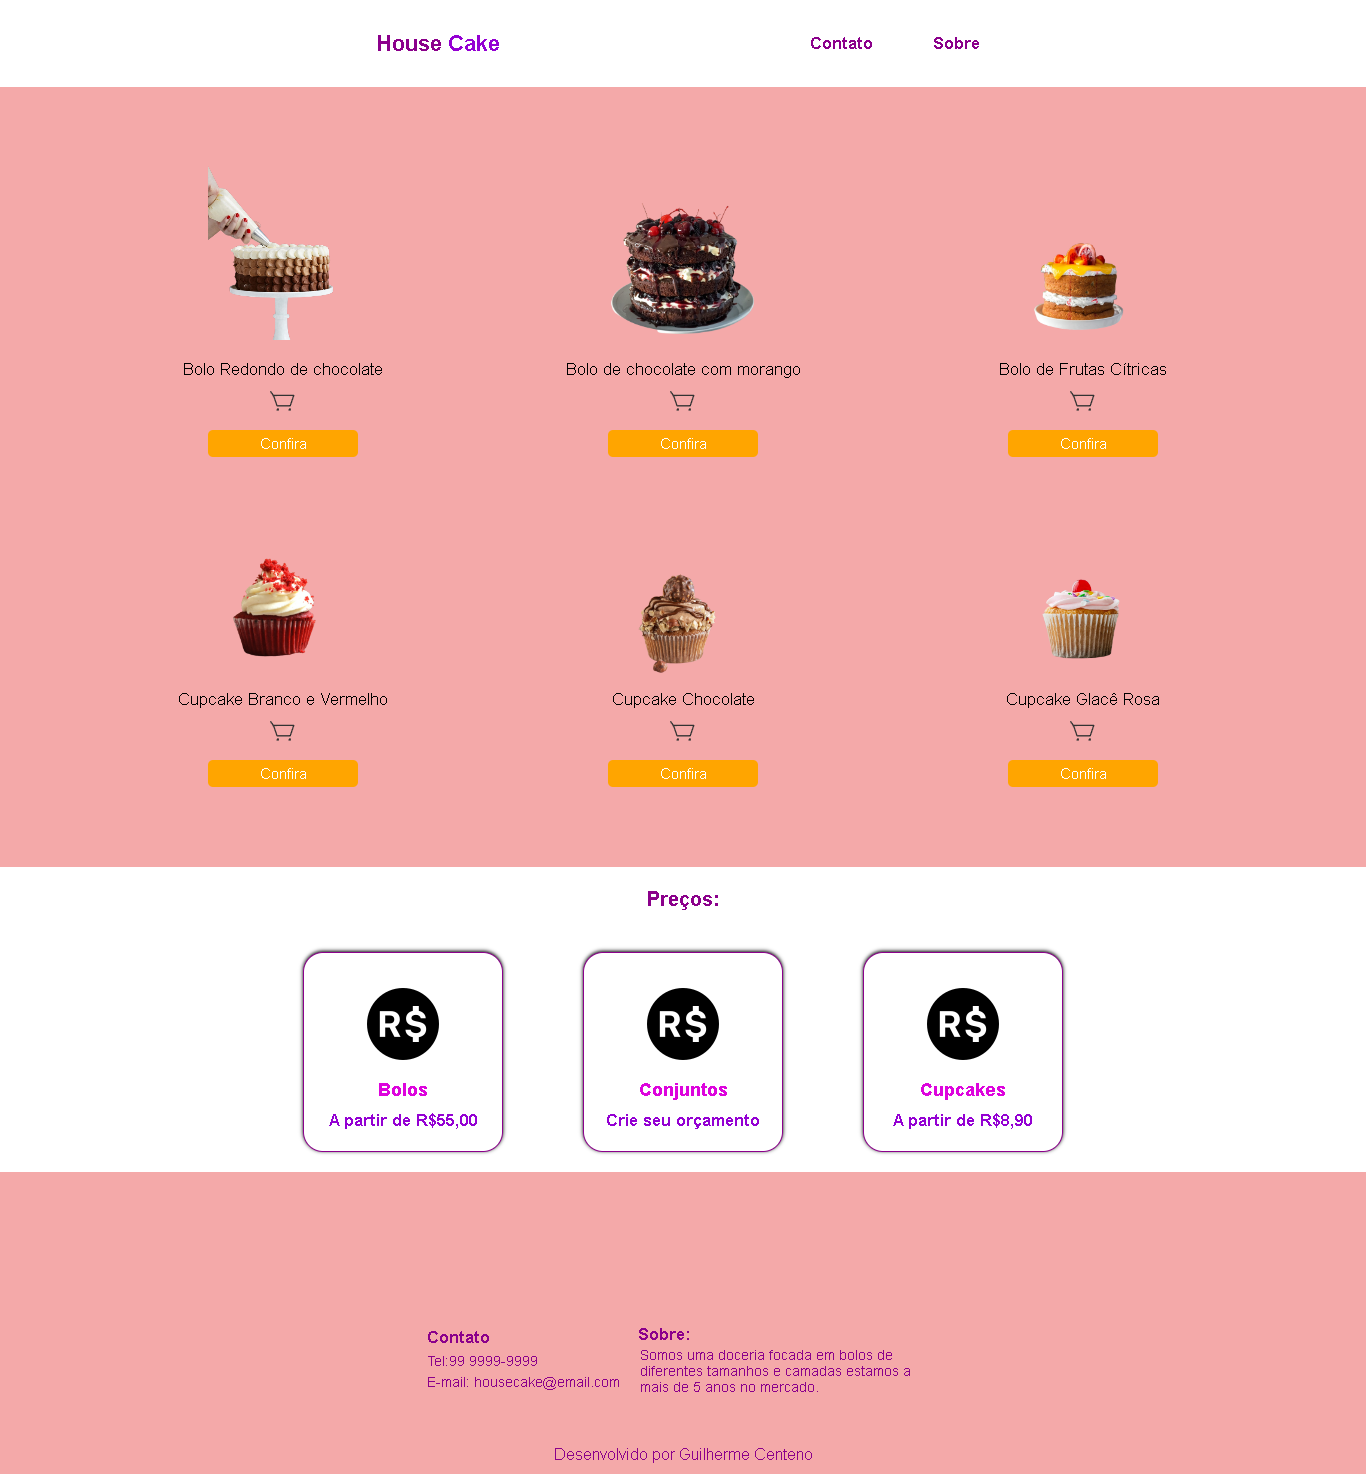 House Cake
Contato
Sobre
Bolo Redondo de chocolate
Bolo de chocolate com morango
Bolo de Frutas Cítricas
Confira
Confira
Confira
Cupcake Branco e Vermelho
Cupcake Chocolate
Cupcake Glacê Rosa
Confira
Confira
Confira
Preços:
R$
R$
R$
Bolos
Conjuntos
Cupcakes
A partir de R$55,00
Crie seu orçamento
A partir de R$8,90
Contato
Tel:99 9999-9999
E-mail: housecake@email.com
Sobre:
Somos uma doceria focada em bolos de
diferentes tamanhos e camadas estamos a
mais de 5 anos no mercado.
Desenvolvido por Guilherme Centeno